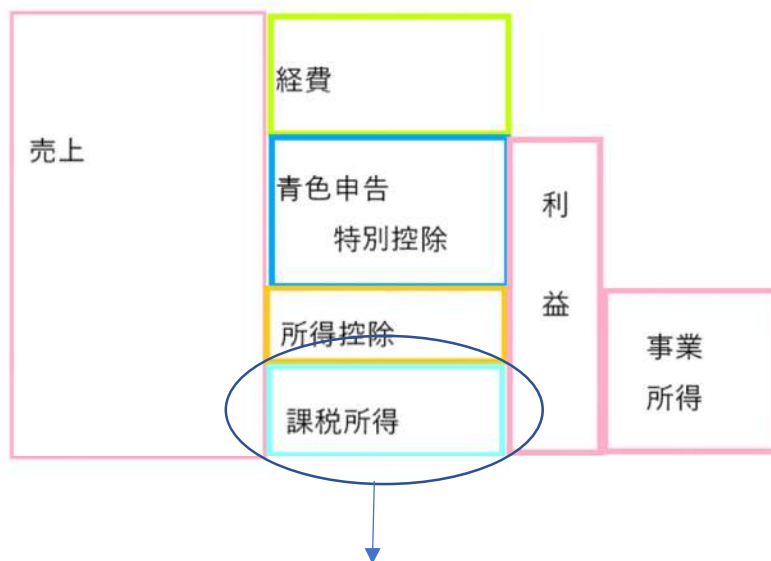 売上
経費
青色申告
特別控除
所得控除
課税所得
利
益
事業
所得